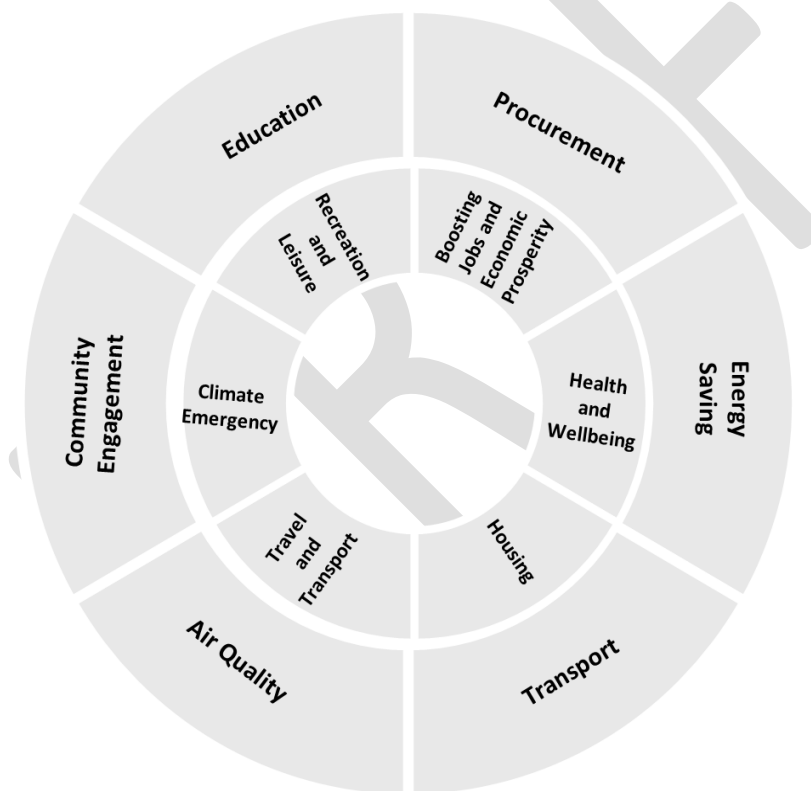 Education
Procurement
Energy
Saving
Transport
Air Quality
Community
Engagement
Recreation
and
Leisure
Boosting
Jobs and
Economic
Prosperity
Health
and
Wellbeing
Housing
Travel
and
Transport
Climate
Emergency